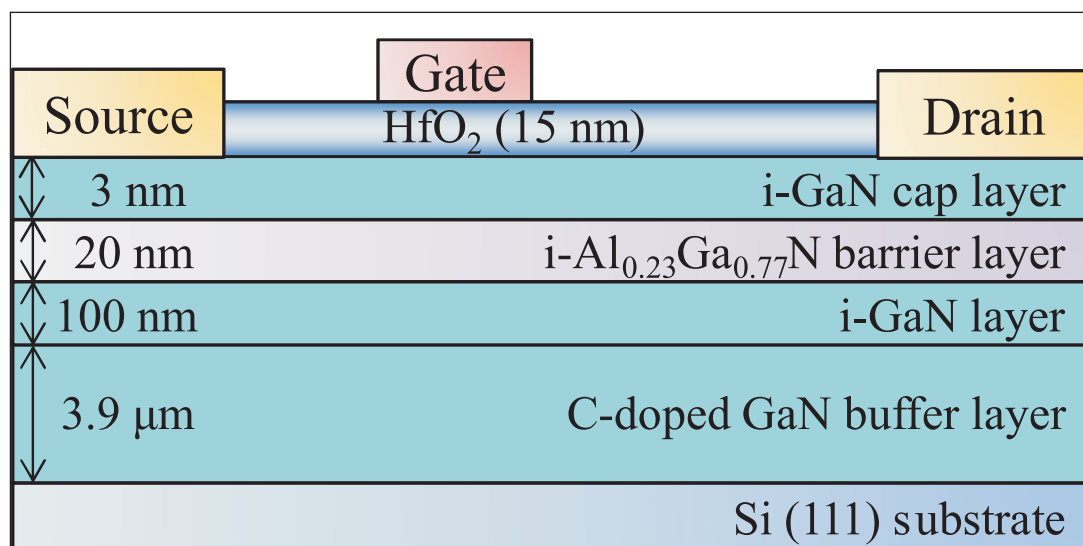 Gate
Source
HfO₂ (15 nm)
Drain
3 nm
i-GaN cap layer
20 nm
i-Al₀.₂₃Ga₀.₇₇N barrier layer
100 nm
i-GaN layer
3.9 μm
C-doped GaN buffer layer
Si (111) substrate